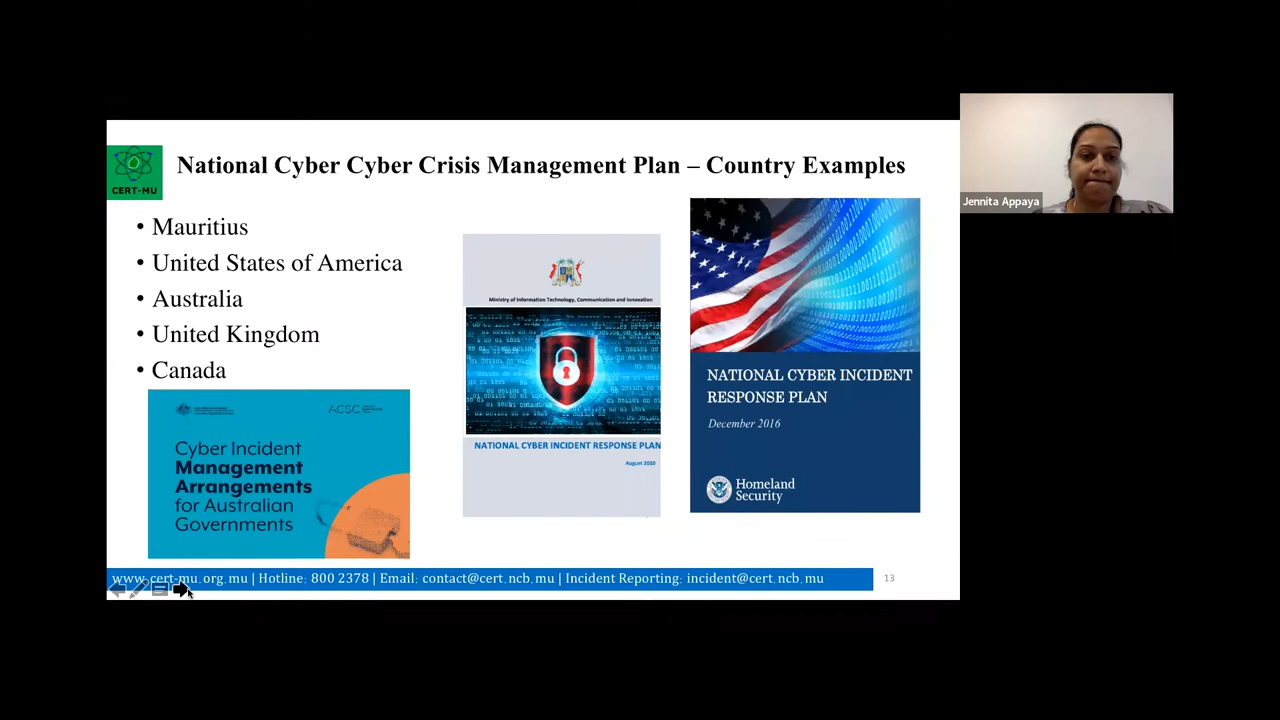 CERT-MU
National Cyber Cyber Crisis Management Plan – Country Examples
• Mauritius
• United States of America
• Australia
• United Kingdom
• Canada
ACSC
Cyber Incident
Management
Arrangements
for Australian
Governments
Ministry of Information Technology, Communication and Innovation
NATIONAL CYBER INCIDENT RESPONSE PLAN
August 2020
NATIONAL CYBER INCIDENT
RESPONSE PLAN
December 2016
Homeland
Security
www.cert-mu.org.mu | Hotline: 800 2378 | Email: contact@cert.ncb.mu | Incident Reporting: incident@cert.ncb.mu
13
Jennita Appaya